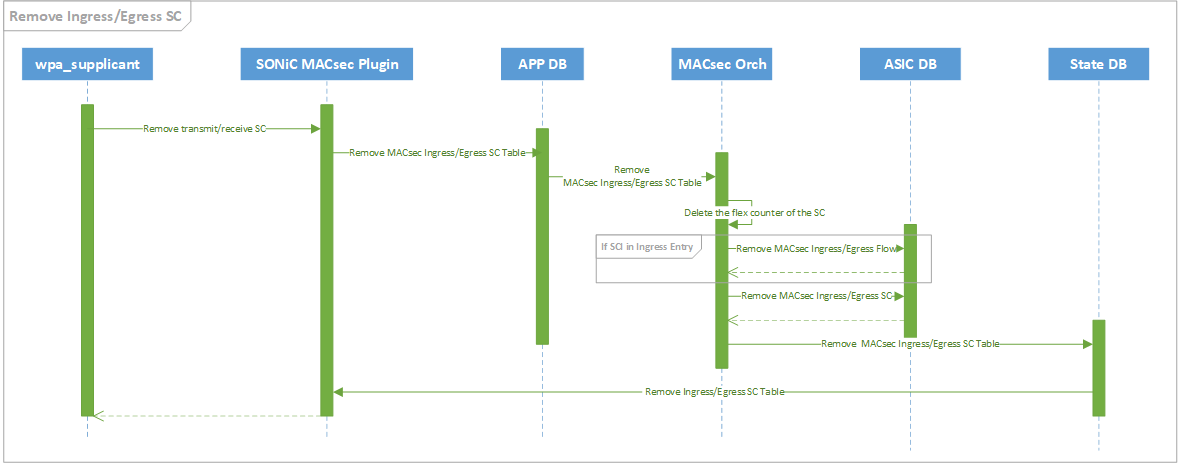 Remove Ingress/Egress SC
wpa_supplicant
SONiC MACsec Plugin
APP DB
MACsec Orch
ASIC DB
State DB
Remove transmit/receive SC
Remove MACsec Ingress/Egress SC Table
Remove
MACsec Ingress/Egress SC Table
Delete the flex counter of the SC
If SCI in Ingress Entry
Remove MACsec Ingress/Egress Flow
Remove MACsec Ingress/Egress SC
Remove  MACsec Ingress/Egress SC Table
Remove Ingress/Egress SC Table